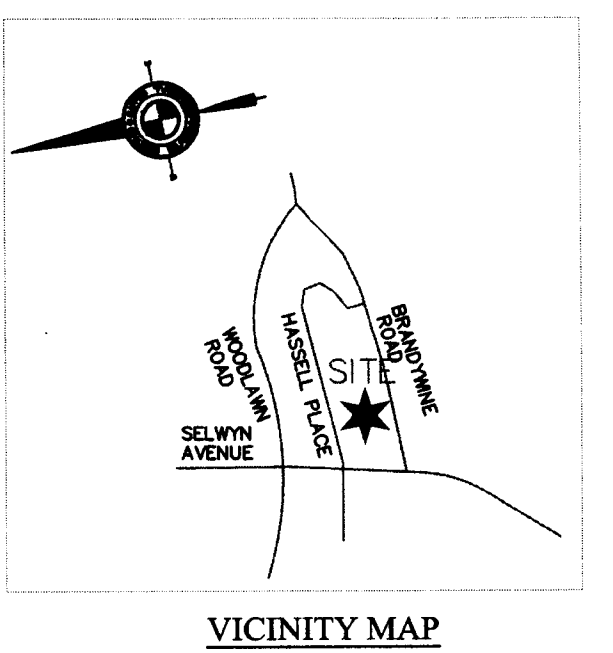 WOODLAWN
ROAD
HASSELL PLACE
BRANDYWINE
ROAD
SITE
SELWYN
AVENUE
VICINITY MAP